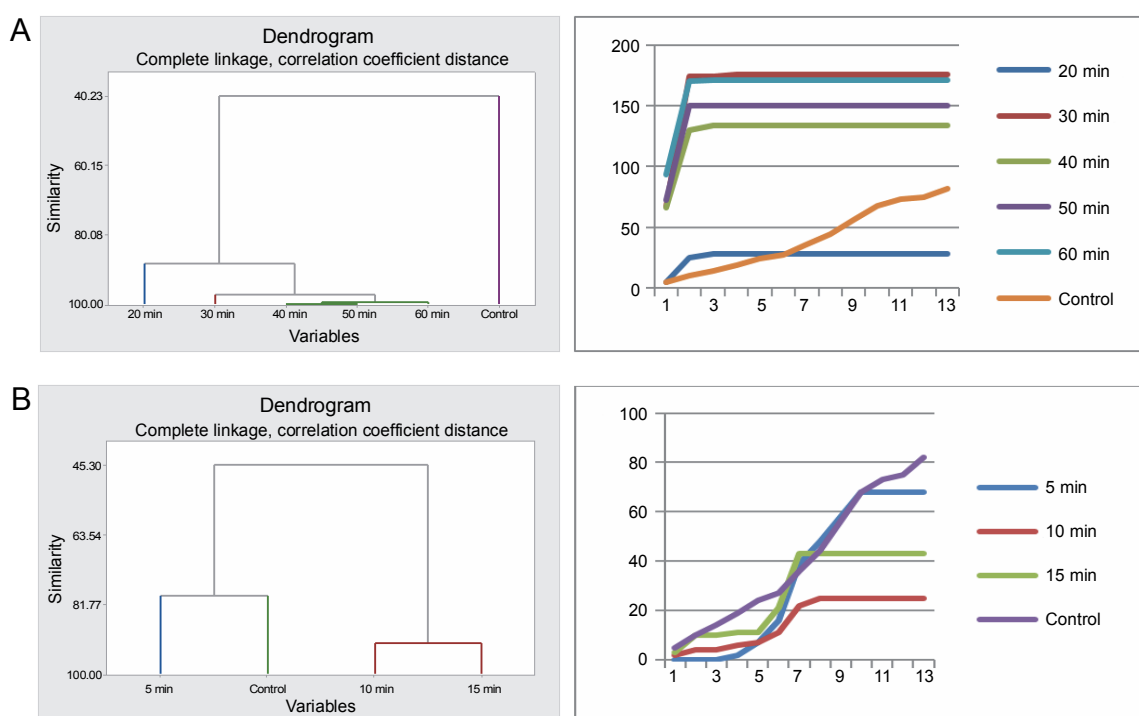 A
Dendrogram
Complete linkage, correlation coefficient distance
Similarity
40.23
60.15
80.08
100.00
20 min 30 min 40 min 50 min 60 min Control
Variables
200
150
100
50
0
1 3 5 7 9 11 13
20 min
30 min
40 min
50 min
60 min
Control
B
Dendrogram
Complete linkage, correlation coefficient distance
Similarity
45.30
63.54
81.77
100.00
5 min Control 10 min 15 min
Variables
100
80
60
40
20
0
1 3 5 7 9 11 13
5 min
10 min
15 min
Control